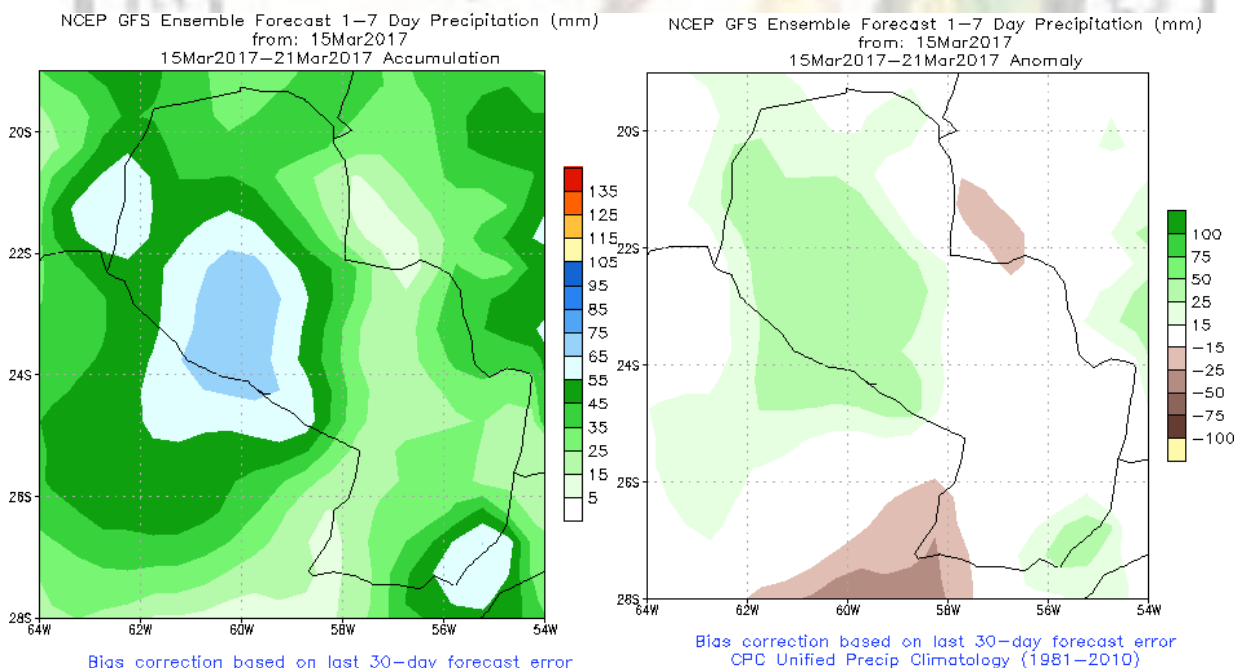 NCEP GFS Ensemble Forecast 1-7 Day Precipitation (mm)
from: 15Mar2017
15Mar2017-21Mar2017 Accumulation
20S
22S
24S
26S
28S
64W
62W
60W
58W
56W
54W
135
125
115
105
95
85
75
65
55
45
35
25
15
5
Bias correction based on last 30-day forecast error
NCEP GFS Ensemble Forecast 1-7 Day Precipitation (mm)
from: 15Mar2017
15Mar2017-21Mar2017 Anomaly
20S
22S
24S
26S
28S
64W
62W
60W
58W
56W
54W
100
75
50
25
15
-15
-25
-50
-75
-100
Bias correction based on last 30-day forecast error
CPC Unified Precip Climatology (1981-2010)